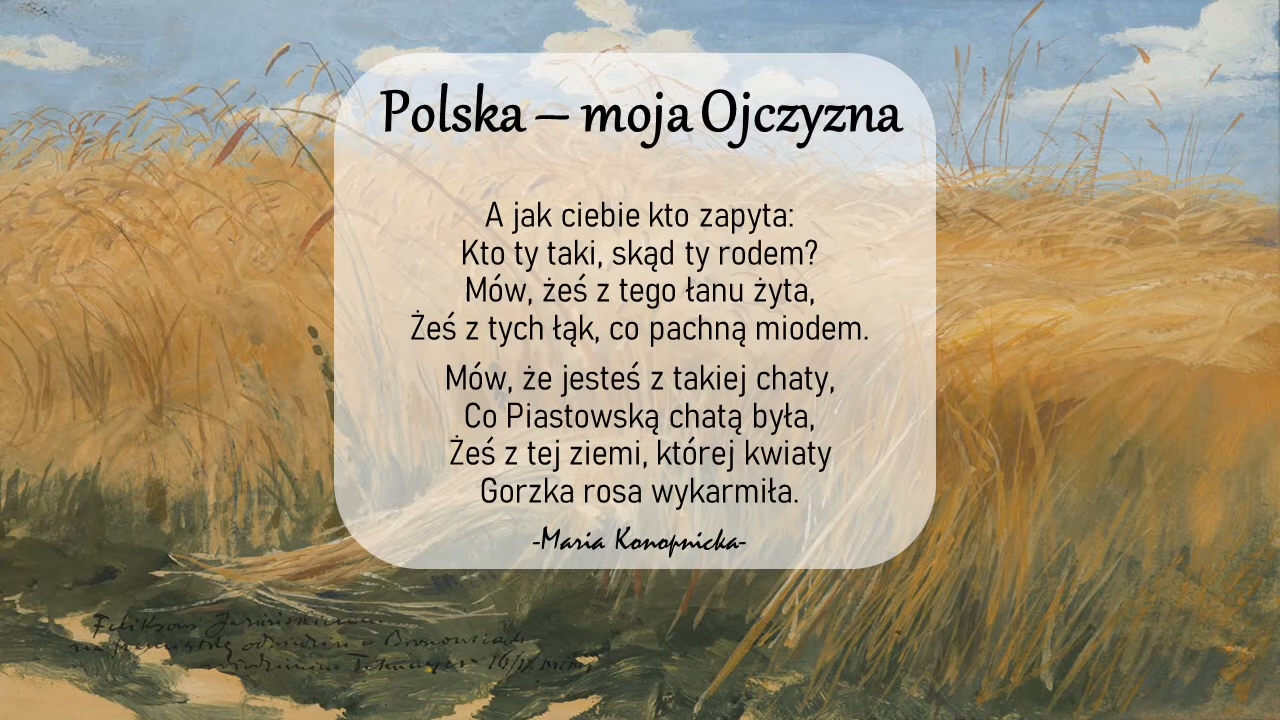 Polska – moja Ojczyzna
A jak ciebie kto zapyta:
Kto ty taki, skąd ty rodem?
Mów, żeś z tego łanu żyta,
Żeś z tych łąk, co pachną miodem.
Mów, że jesteś z takiej chaty,
Co Piastowską chatą była,
Żeś z tej ziemi, której kwiaty
Gorzka rosa wykarmiła.
-Maria Konopnicka-
Feliksowi
w Bronowicach